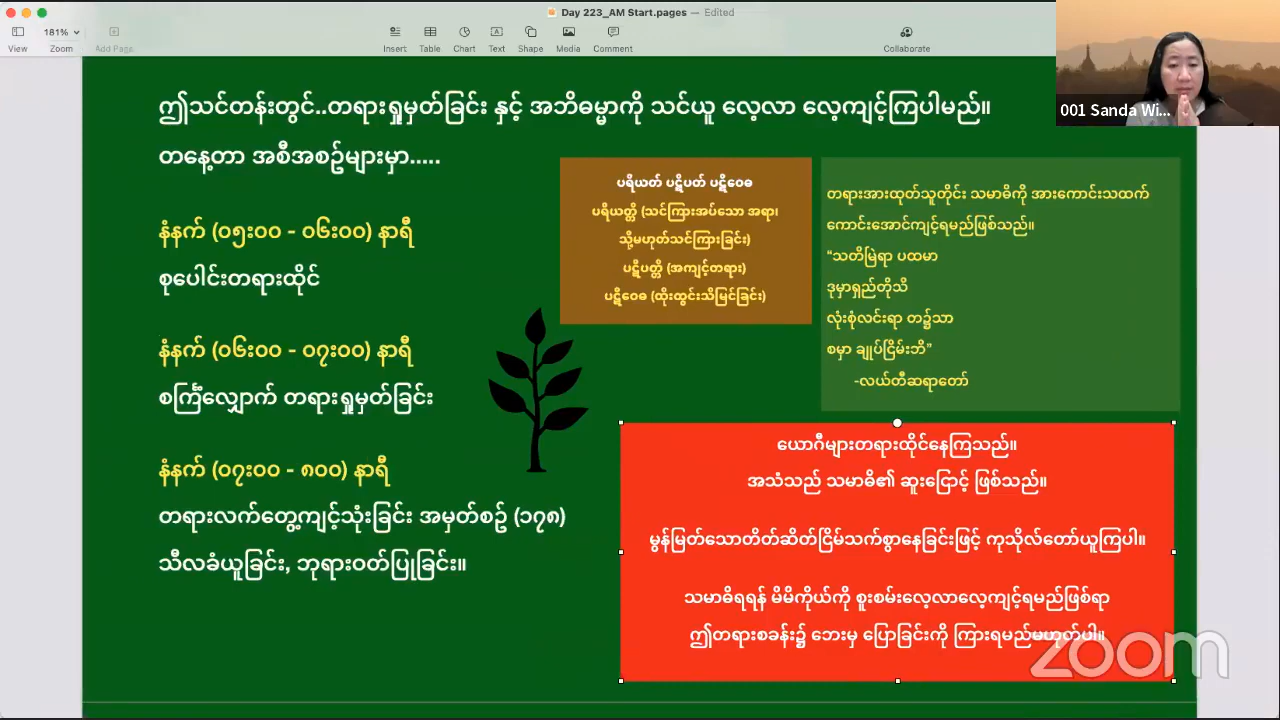 Day 223_AM Start.pages — Edited
181%
View
Zoom
Add Page
Insert
Table
Chart
Text
Shape
Media
Comment
Collaborate
001 Sanda Wi...
ဤသင်တန်းတွင်..တရားရှုမှတ်ခြင်း နှင့် အဘိဓမ္မာကို သင်ယူ လေ့လာ လေ့ကျင့်ကြပါမည်။
တနေ့တာ အစီအစဉ်များမှာ.....
နံနက် (၀၅း၀၀ - ၀၆း၀၀) နာရီ
စုပေါင်းတရားထိုင်
နံနက် (၀၆း၀၀ - ၀၇း၀၀) နာရီ
စင်္ကြံလျှောက် တရားရှုမှတ်ခြင်း
နံနက် (၀၇း၀၀ - ၈၀၀) နာရီ
တရားလက်တွေ့ကျင့်သုံးခြင်း အမှတ်စဉ် (၁၇၈)
သီလခံယူခြင်း, ဘုရားဝတ်ပြုခြင်း။
ပရိယတ် ပဋိပတ် ပဋိဝေဓ
ပရိယတ္တိ (သင်ကြားအပ်သော အရာ၊
သို့မဟုတ်သင်ကြားခြင်း)
ပဋိပတ္တိ (အကျင့်တရား)
ပဋိဝေဓ (ထိုးထွင်းသိမြင်ခြင်း)
တရားအားထုတ်သူတိုင်း သမာဓိကို အားကောင်းသထက်
ကောင်းအောင်ကျင့်ရမည်ဖြစ်သည်။
“သတိမြဲရာ ပထမာ
ဒုမှာရှည်တိုသိ
လုံးစုံလင်းရာ တ၌သာ
စမှာ ချုပ်ငြိမ်းဘိ”
-လယ်တီဆရာတော်
ယောဂီများတရားထိုင်နေကြသည်။
အသံသည် သမာဓိ၏ ဆူးငြောင့် ဖြစ်သည်။
မွန်မြတ်သောတိတ်ဆိတ်ငြိမ်သက်စွာနေခြင်းဖြင့် ကုသိုလ်တော်ယူကြပါ။
သမာဓိရရန် မိမိကိုယ်ကို စူးစမ်းလေ့လာလေ့ကျင့်ရမည်ဖြစ်ရာ
ဤတရားစခန်း၌ ဘေးမှ ပြောခြင်းကို ကြားရမည်မဟုတ်ပါ။
zoom